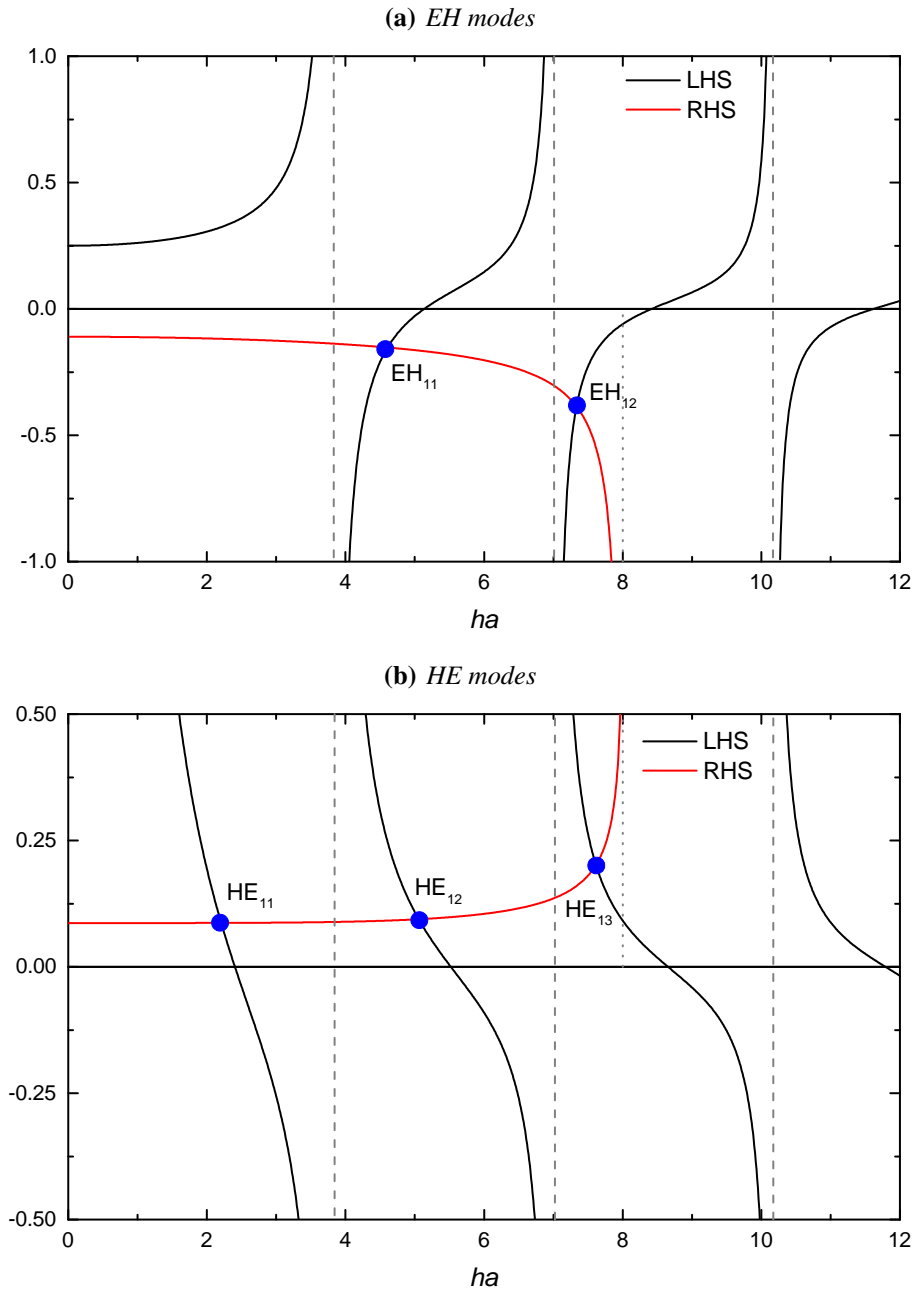 (a) EH modes
1.0
LHS
RHS
0.5
0.0
EH₁₁
EH₁₂
-0.5
-1.0
0 2 4 6 8 10 12
ha
(b) HE modes
0.50
LHS
RHS
0.25
HE₁₁
HE₁₂
HE₁₃
0.00
-0.25
-0.50
0 2 4 6 8 10 12
ha